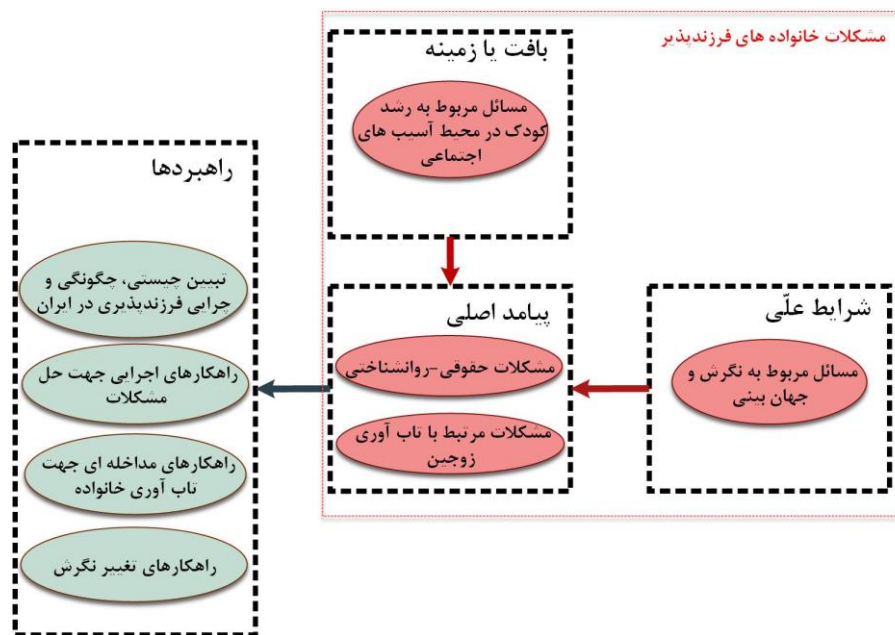 مشکلات خانواده های فرزندپذیر
بافت یا زمینه
مسائل مربوط به رشد
کودک در محیط آسیب های
اجتماعی
شرایط علّی
مسائل مربوط به نگرش و
جهان بینی
پیامد اصلی
مشکلات حقوقی-روانشناختی
مشکلات مرتبط با تاب آوری
زوجین
راهبردها
تبیین چیستی، چگونگی و
چرایی فرزندپذیری در ایران
راهکارهای اجرایی جهت حل
مشکلات
راهکارهای مداخله ای جهت
تاب آوری خانواده
راهکارهای تغییر نگرش